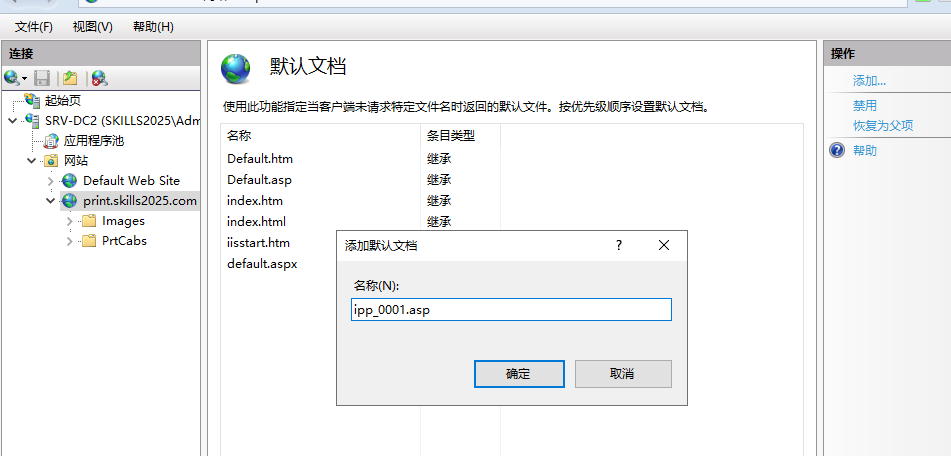 文件(F) 视图(V) 帮助(H)
连接
起始页
SRV-DC2 (SKILLS2025\Adm
应用程序池
网站
Default Web Site
print.skills2025.com
Images
PrtCabs
默认文档
使用此功能指定当客户端未请求特定文件名时返回的默认文件。按优先级顺序设置默认文档。
名称 条目类型
Default.htm 继承
Default.asp 继承
index.htm 继承
index.html 继承
iisstart.htm
default.aspx
添加默认文档 ?
名称(N):
ipp_0001.asp
确定 取消
操作
添加...
禁用
恢复为父项
帮助